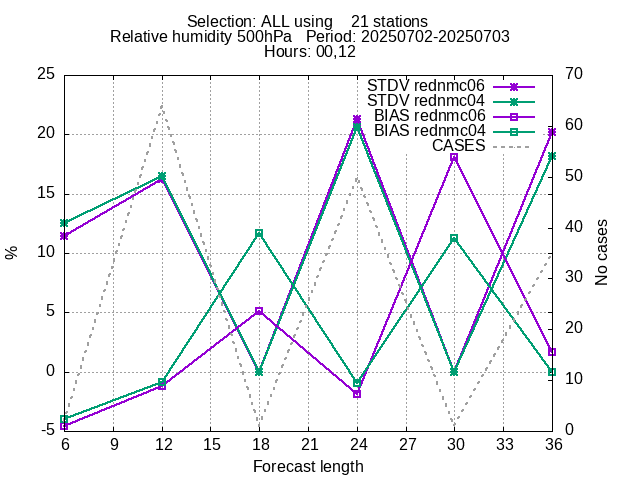 Selection: ALL using    21 stations
Relative humidity 500hPa   Period: 20250702-20250703
Hours: 00,12
25
20
15
10
5
0
-5
70
60
50
40
30
20
10
0
STDV rednmc06
STDV rednmc04
BIAS rednmc06
BIAS rednmc04
CASES
%
No cases
6 9 12 15 18 21 24 27 30 33 36
Forecast length